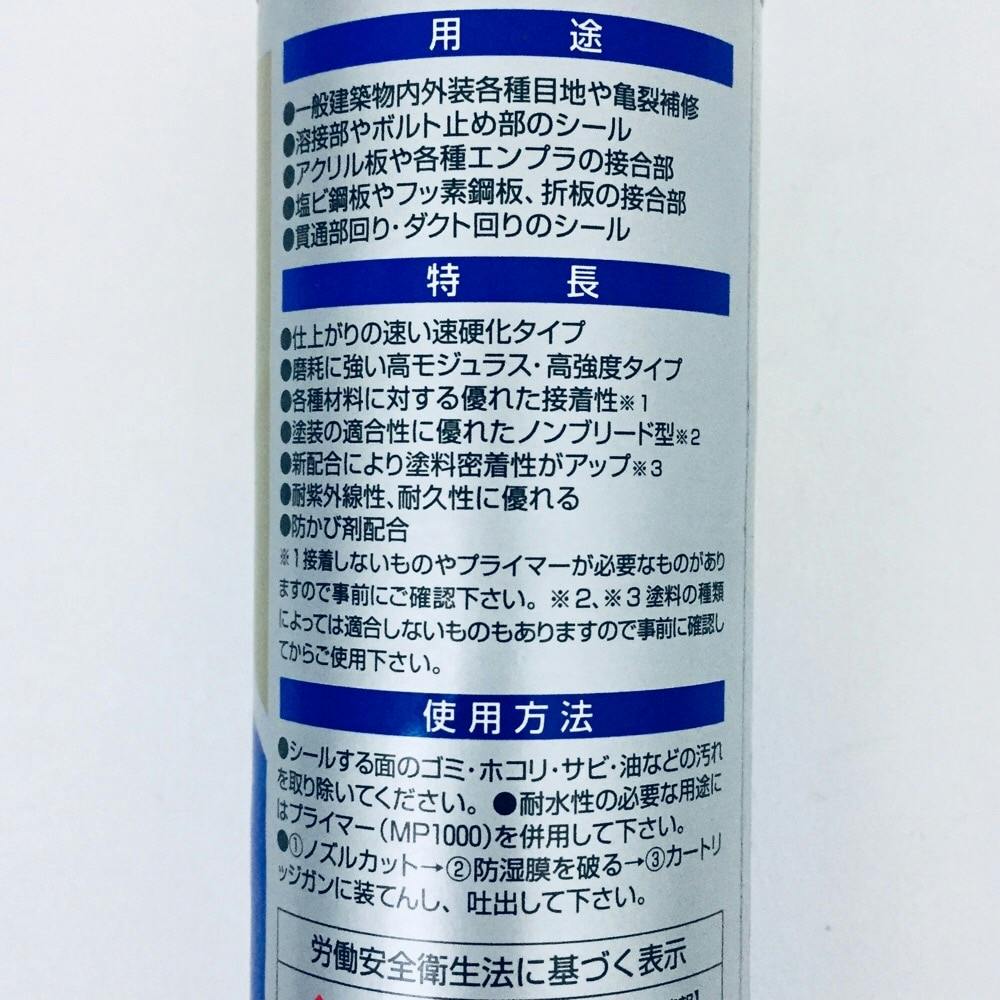 用途
●一般建築物内外装各種目地や亀裂補修
●溶接部やボルト止め部のシール
●アクリル板や各種エンプラの接合部
●塩ビ鋼板やフッ素鋼板、折板の接合部
●貫通部回り・ダクト回りのシール
特長
●仕上がりの速い速硬化タイプ
●磨耗に強い高モジュラス・高強度タイプ
●各種材料に対する優れた接着性※1
●塗装の適合性に優れたノンブリード型※2
●新配合により塗料密着性がアップ※3
●耐紫外線性、耐久性に優れる
●防かび剤配合
※1接着しないものやプライマーが必要なものがあり
ますので事前にご確認下さい。※2、※3塗料の種類
によっては適合しないものもありますので事前に確認し
てからご使用下さい。
使用方法
●シールする面のゴミ・ホコリ・サビ・油などの汚れ
を取り除いてください。●耐水性の必要な用途に
はプライマー(MP1000)を併用して下さい。
●①ノズルカット→②防湿膜を破る→③カートリ
ッジガンに装てんし、吐出して下さい。
労働安全衛生法に基づく表示